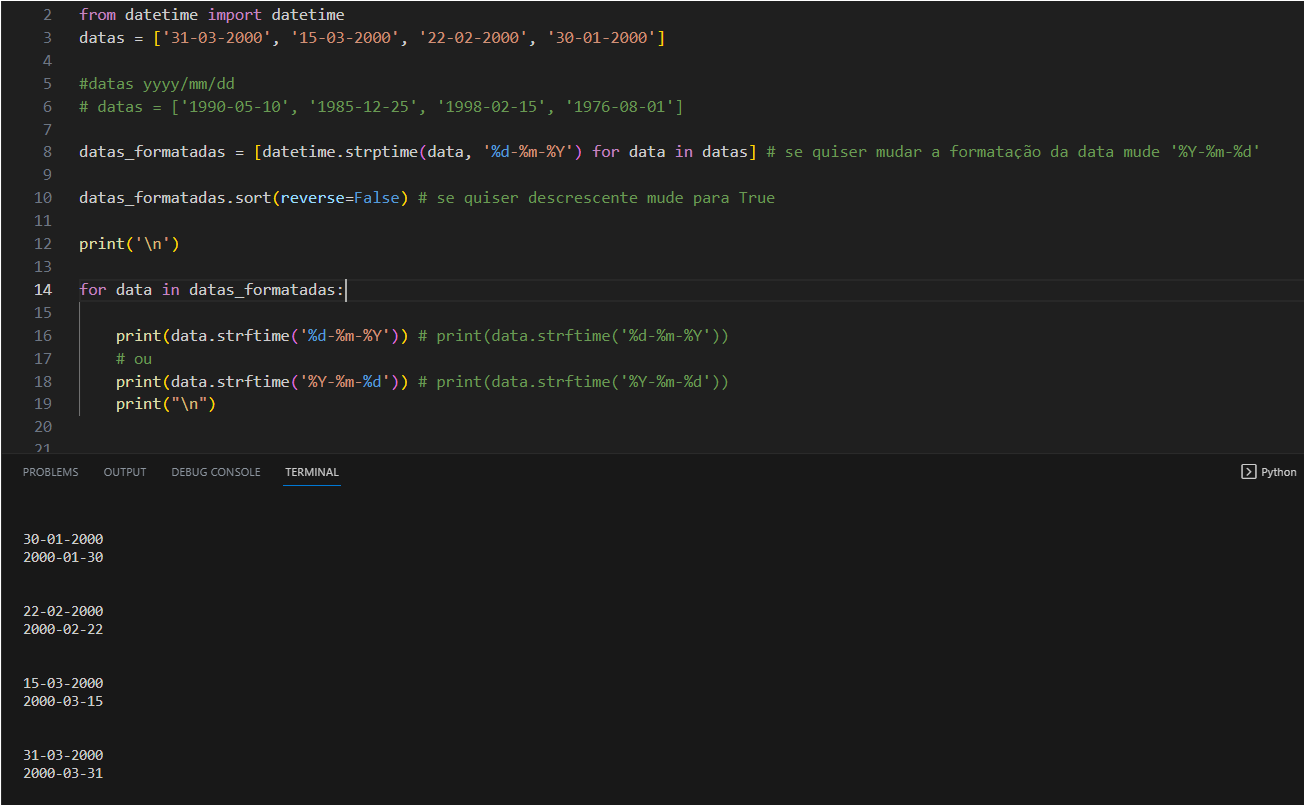 2 from datetime import datetime
3 datas = ['31-03-2000', '15-03-2000', '22-02-2000', '30-01-2000']
4
5 #datas yyyy/mm/dd
6 # datas = ['1990-05-10', '1985-12-25', '1998-02-15', '1976-08-01']
7
8 datas_formatadas = [datetime.strptime(data, '%d-%m-%Y') for data in datas] # se quiser mudar a formatação da data mude '%Y-%m-%d'
9
10 datas_formatadas.sort(reverse=False) # se quiser descrescente mude para True
11
12 print('\n')
13
14 for data in datas_formatadas:
15
16     print(data.strftime('%d-%m-%Y')) # print(data.strftime('%d-%m-%Y'))
17     # ou
18     print(data.strftime('%Y-%m-%d')) # print(data.strftime('%Y-%m-%d'))
19     print("\n")
20
21
PROBLEMS OUTPUT DEBUG CONSOLE TERMINAL Python
30-01-2000
2000-01-30
22-02-2000
2000-02-22
15-03-2000
2000-03-15
31-03-2000
2000-03-31